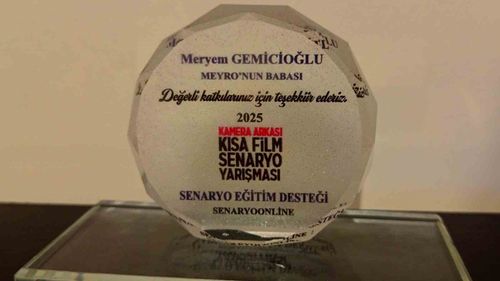 Meryem GEMİCİOĞLU
MEYRO'NUN BABASI
Değerli katkılarınız için teşekkür ederiz.
2025
KAMERA ARKASI
KISA FİLM
SENARYO
YARIŞMASI
SENARYO EĞİTİM DESTEĞİ
SENARYOONLINE